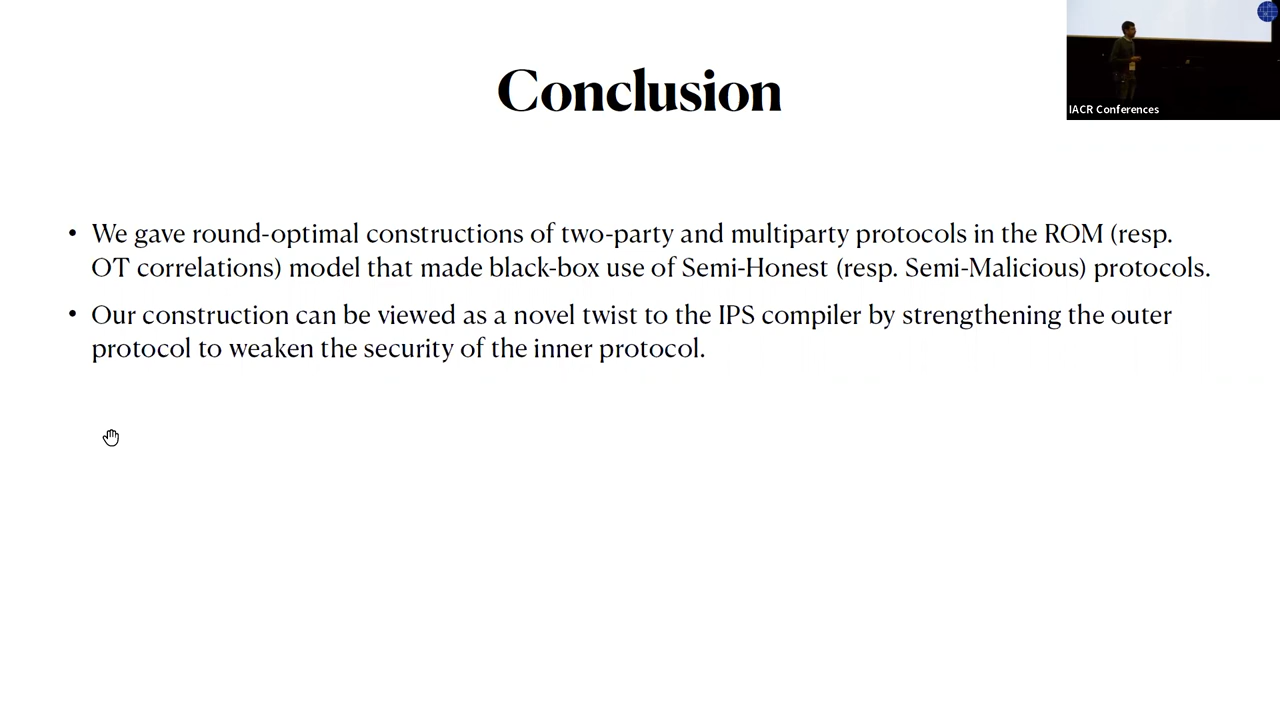 Conclusion
IACR Conferences
• We gave round-optimal constructions of two-party and multiparty protocols in the ROM (resp.
OT correlations) model that made black-box use of Semi-Honest (resp. Semi-Malicious) protocols.
• Our construction can be viewed as a novel twist to the IPS compiler by strengthening the outer
protocol to weaken the security of the inner protocol.